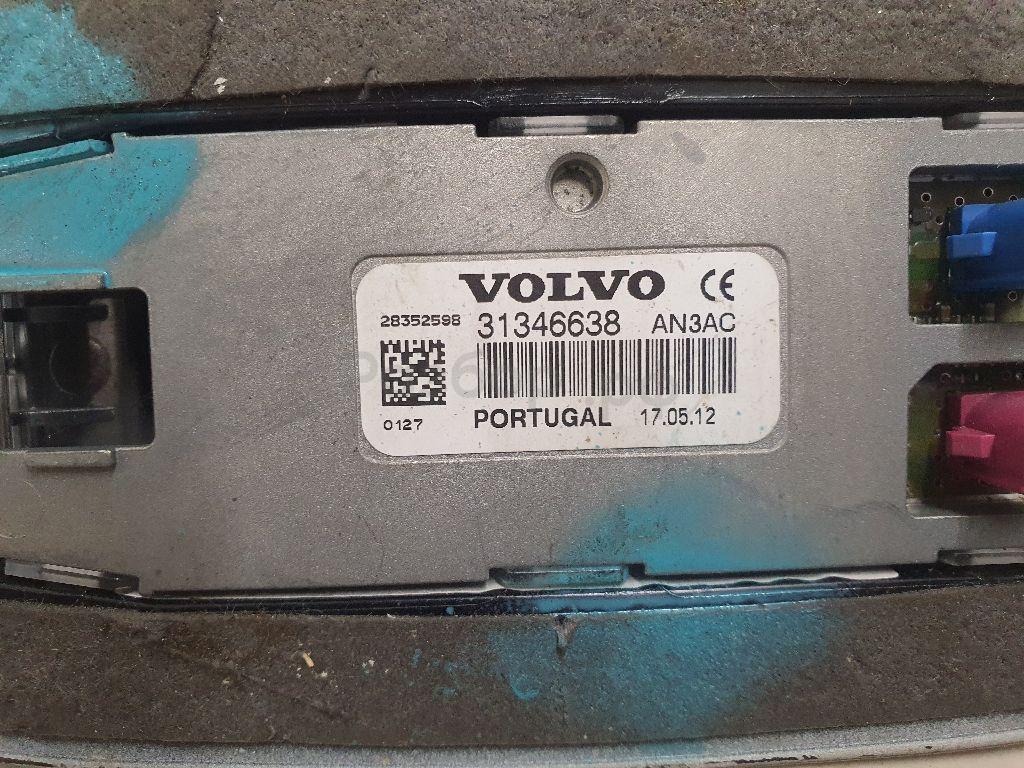 VOLVO CE
28352598 31346638 AN3AC
0127 PORTUGAL 17.05.12